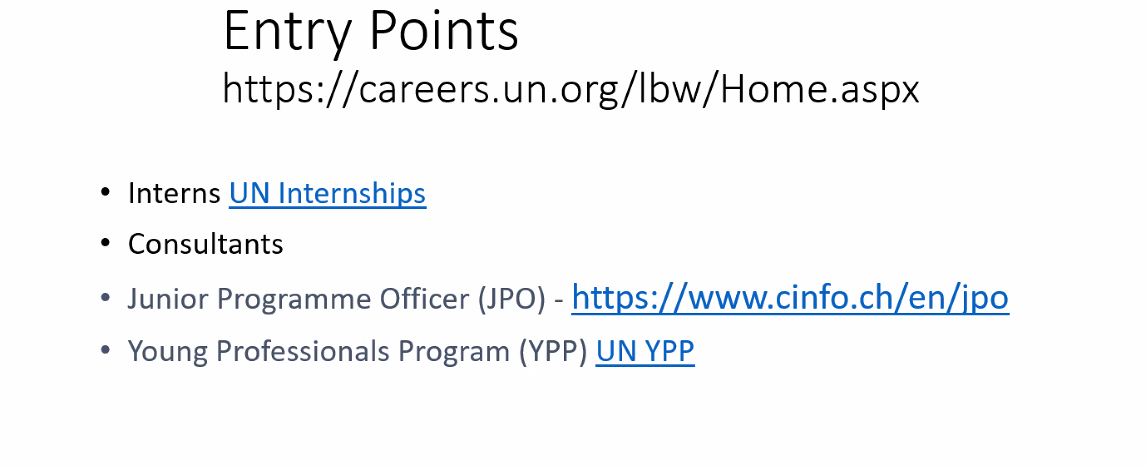 Entry Points
https://careers.un.org/lbw/Home.aspx
• Interns UN Internships
• Consultants
• Junior Programme Officer (JPO) - https://www.cinfo.ch/en/jpo
• Young Professionals Program (YPP) UN YPP